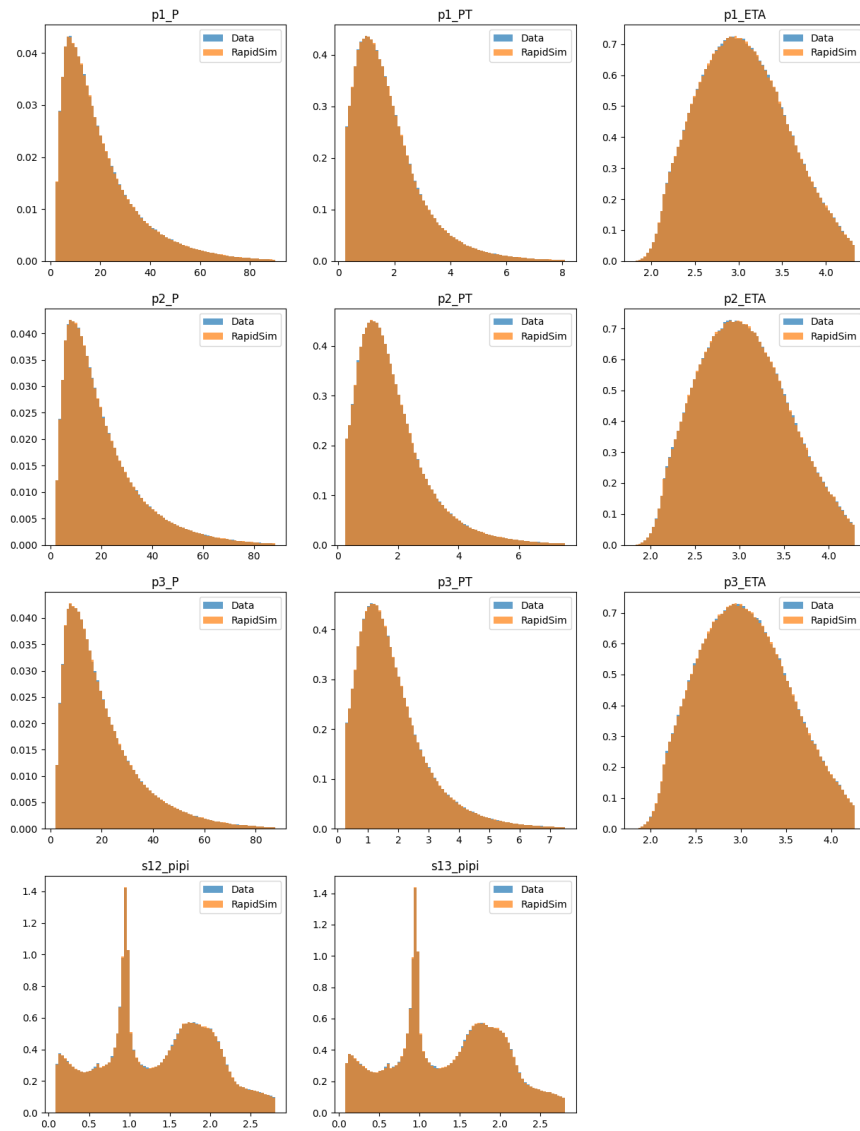 p1_P
0.04
0.03
0.02
0.01
0.00
0 20 40 60 80
Data
RapidSim
p1_PT
0.4
0.3
0.2
0.1
0.0
0 2 4 6 8
Data
RapidSim
p1_ETA
0.7
0.6
0.5
0.4
0.3
0.2
0.1
0.0
2.0 2.5 3.0 3.5 4.0
Data
RapidSim
p2_P
0.040
0.035
0.030
0.025
0.020
0.015
0.010
0.005
0.000
0 20 40 60 80
Data
RapidSim
p2_PT
0.4
0.3
0.2
0.1
0.0
0 2 4 6
Data
RapidSim
p2_ETA
0.7
0.6
0.5
0.4
0.3
0.2
0.1
0.0
2.0 2.5 3.0 3.5 4.0
Data
RapidSim
p3_P
0.040
0.035
0.030
0.025
0.020
0.015
0.010
0.005
0.000
0 20 40 60 80
Data
RapidSim
p3_PT
0.4
0.3
0.2
0.1
0.0
0 1 2 3 4 5 6 7
Data
RapidSim
p3_ETA
0.7
0.6
0.5
0.4
0.3
0.2
0.1
0.0
2.0 2.5 3.0 3.5 4.0
Data
RapidSim
s12_pipi
1.4
1.2
1.0
0.8
0.6
0.4
0.2
0.0
0.0 0.5 1.0 1.5 2.0 2.5
Data
RapidSim
s13_pipi
1.4
1.2
1.0
0.8
0.6
0.4
0.2
0.0
0.0 0.5 1.0 1.5 2.0 2.5
Data
RapidSim